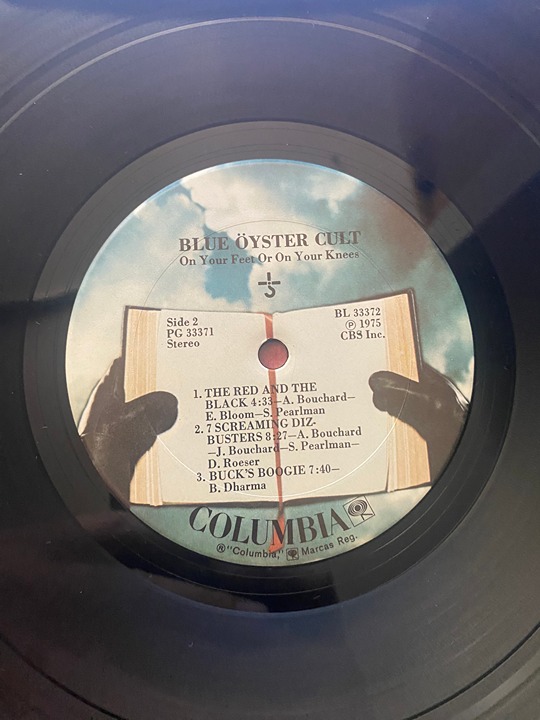 BLUE ÖYSTER CULT
On Your Feet Or On Your Knees
Side 2
PG 33371
Stereo
BL 33372
Ⓟ 1975
CBS Inc.
1. THE RED AND THE
BLACK 4:33—A. Bouchard—
E. Bloom—S. Pearlman
2. 7 SCREAMING DIZ-
BUSTERS 8:27—A. Bouchard
—J. Bouchard—S. Pearlman—
D. Roeser
3. BUCK'S BOOGIE 7:40—
B. Dharma
COLUMBIA
®"Columbia," Marcas Reg.